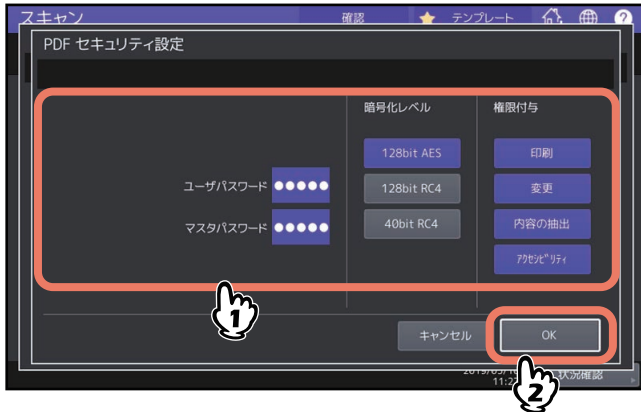 スキャン 確認 テンプレート ?
PDF セキュリティ設定
暗号化レベル 権限付与
128bit AES 印刷
ユーザパスワード ●●●●● 128bit RC4 変更
マスタパスワード ●●●●● 40bit RC4 内容の抽出
ｱｸｾｼﾋﾞﾘﾃｨ
1
キャンセル OK
状況確認
2